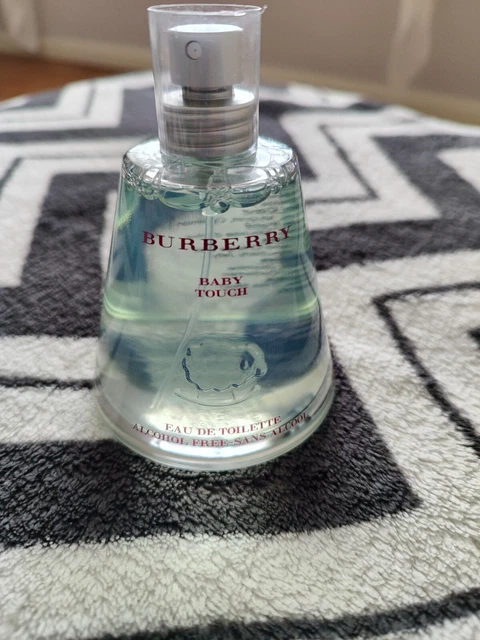 BURBERRY
BABY
TOUCH
EAU DE TOILETTE
ALCOHOL FREE-SANS ALCOOL